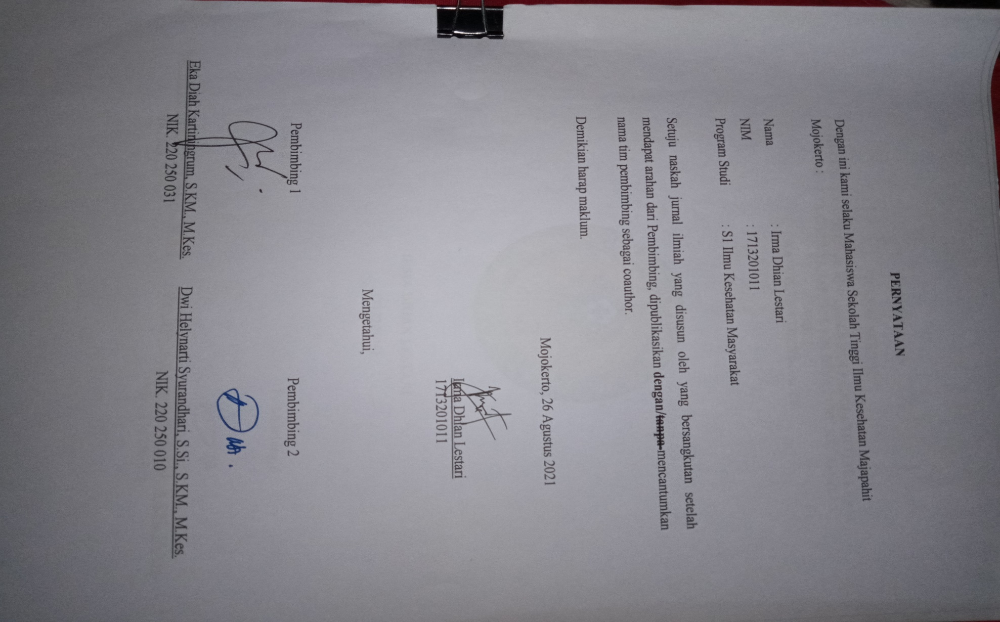 PERNYATAAN
Dengan ini kami selaku Mahasiswa Sekolah Tinggi Ilmu Kesehatan Majapahit
Mojokerto :
Nama : Irma Dhian Lestari
NIM : 1713201011
Program Studi : S1 Ilmu Kesehatan Masyarakat
Setuju naskah jurnal ilmiah yang disusun oleh yang bersangkutan setelah
mendapat arahan dari Pembimbing, dipublikasikan dengan/tanpa mencantumkan
nama tim pembimbing sebagai coauthor.
Demikian harap maklum.
Mojokerto, 26 Agustus 2021
Irma Dhian Lestari
1713201011
Mengetahui,
Pembimbing 1 Pembimbing 2
Eka Diah Kartiningrum, S.KM., M.Kes. Dwi Helynarti Syurandhari, S.Si., S.KM., M.Kes.
NIK. 220 250 031 NIK. 220 250 010